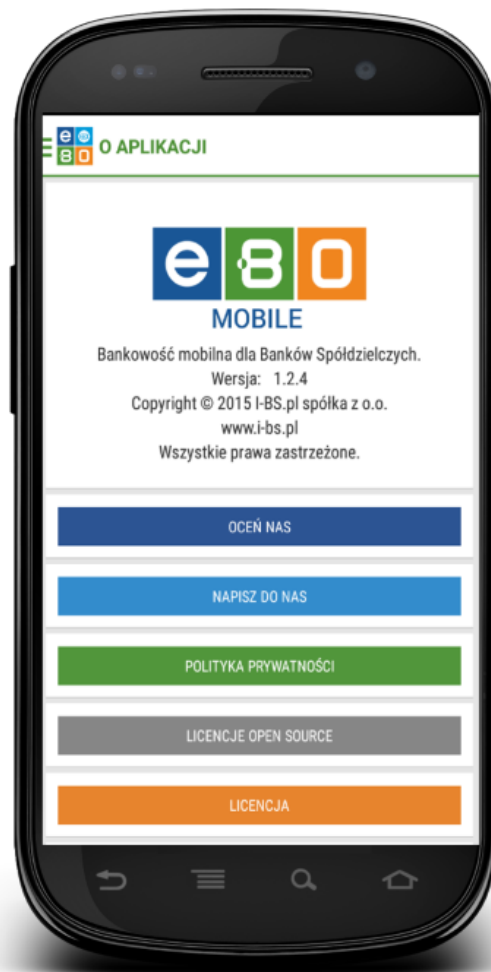 O APLIKACJI
eBO
MOBILE
Bankowość mobilna dla Banków Spółdzielczych.
Wersja: 1.2.4
Copyright © 2015 I-BS.pl spółka z o.o.
www.i-bs.pl
Wszystkie prawa zastrzeżone.
OCEŃ NAS
NAPISZ DO NAS
POLITYKA PRYWATNOŚCI
LICENCJE OPEN SOURCE
LICENCJA